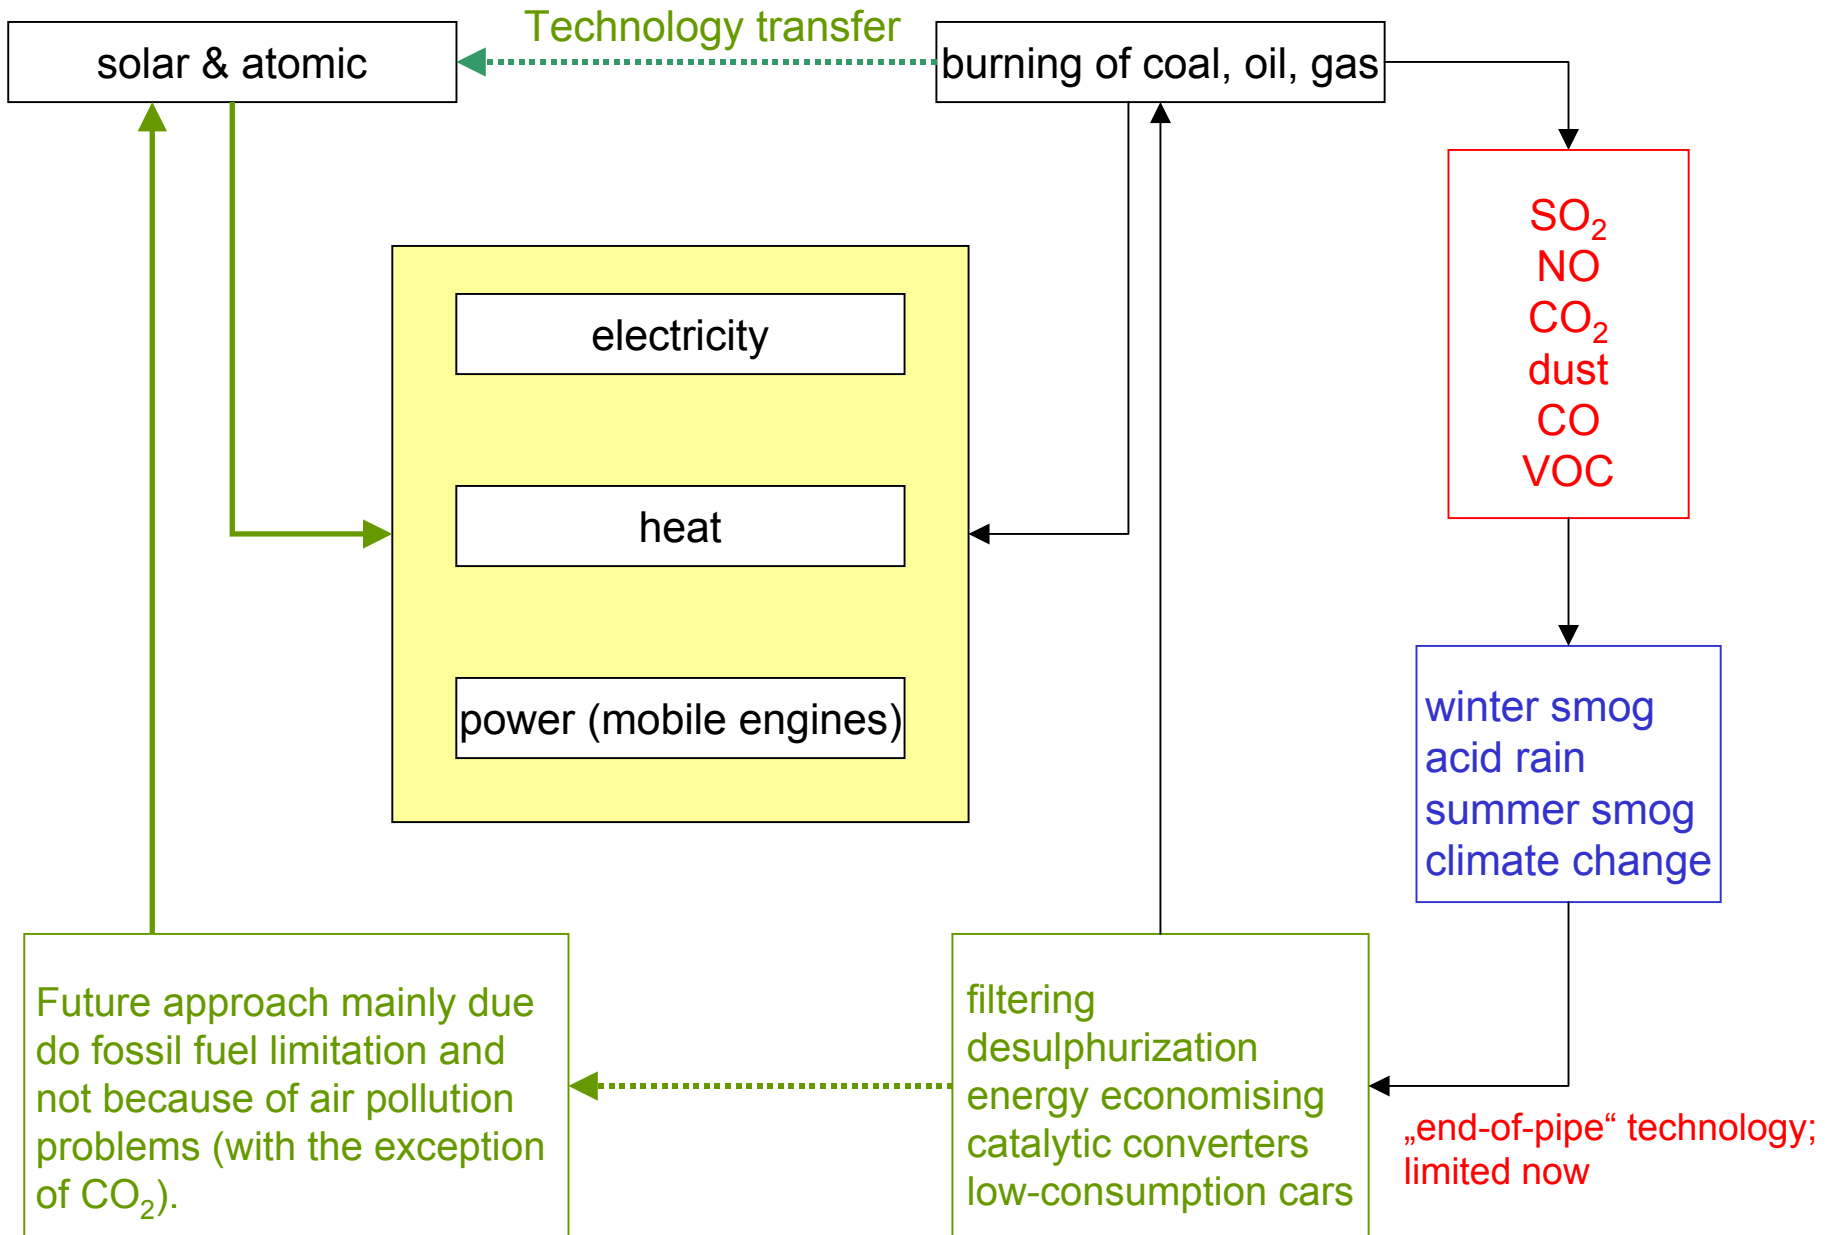 Technology transfer
solar & atomic
burning of coal, oil, gas
SO₂
NO
CO₂
dust
CO
VOC
electricity
heat
power (mobile engines)
winter smog
acid rain
summer smog
climate change
Future approach mainly due
do fossil fuel limitation and
not because of air pollution
problems (with the exception
of CO₂).
filtering
desulphurization
energy economising
catalytic converters
low-consumption cars
„end-of-pipe“ technology;
limited now